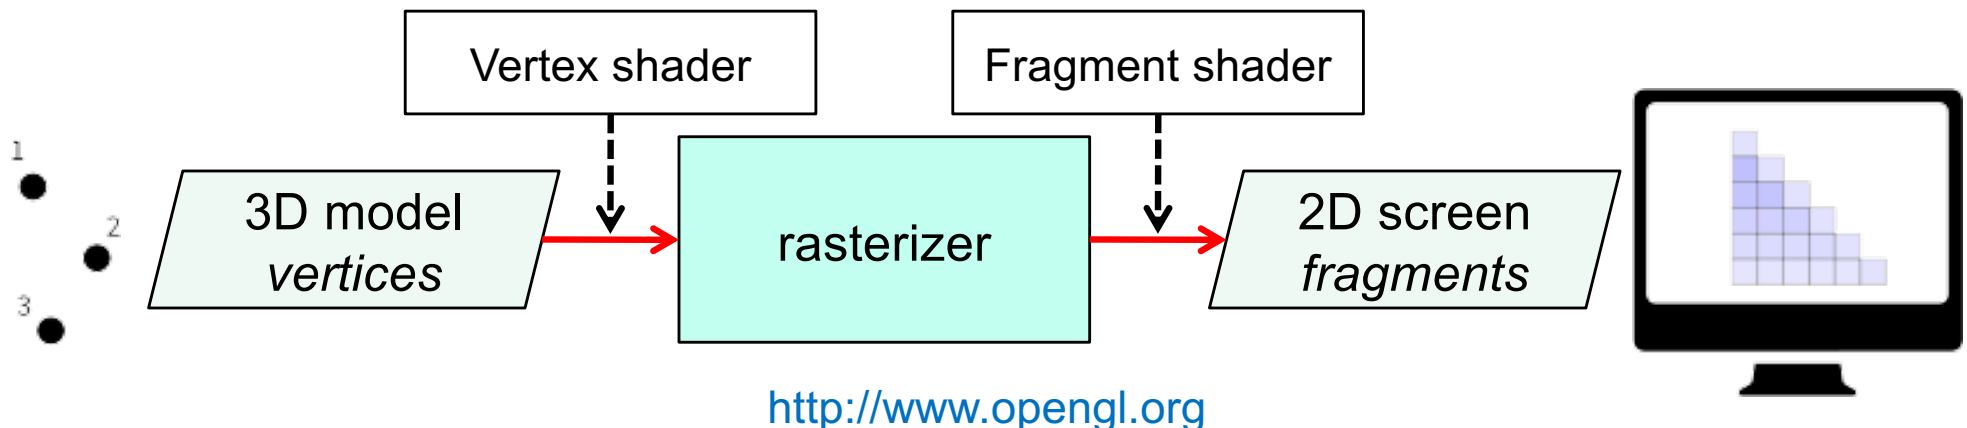 Vertex shader
Fragment shader
1
2
3
3D model
vertices
rasterizer
2D screen
fragments
http://www.opengl.org